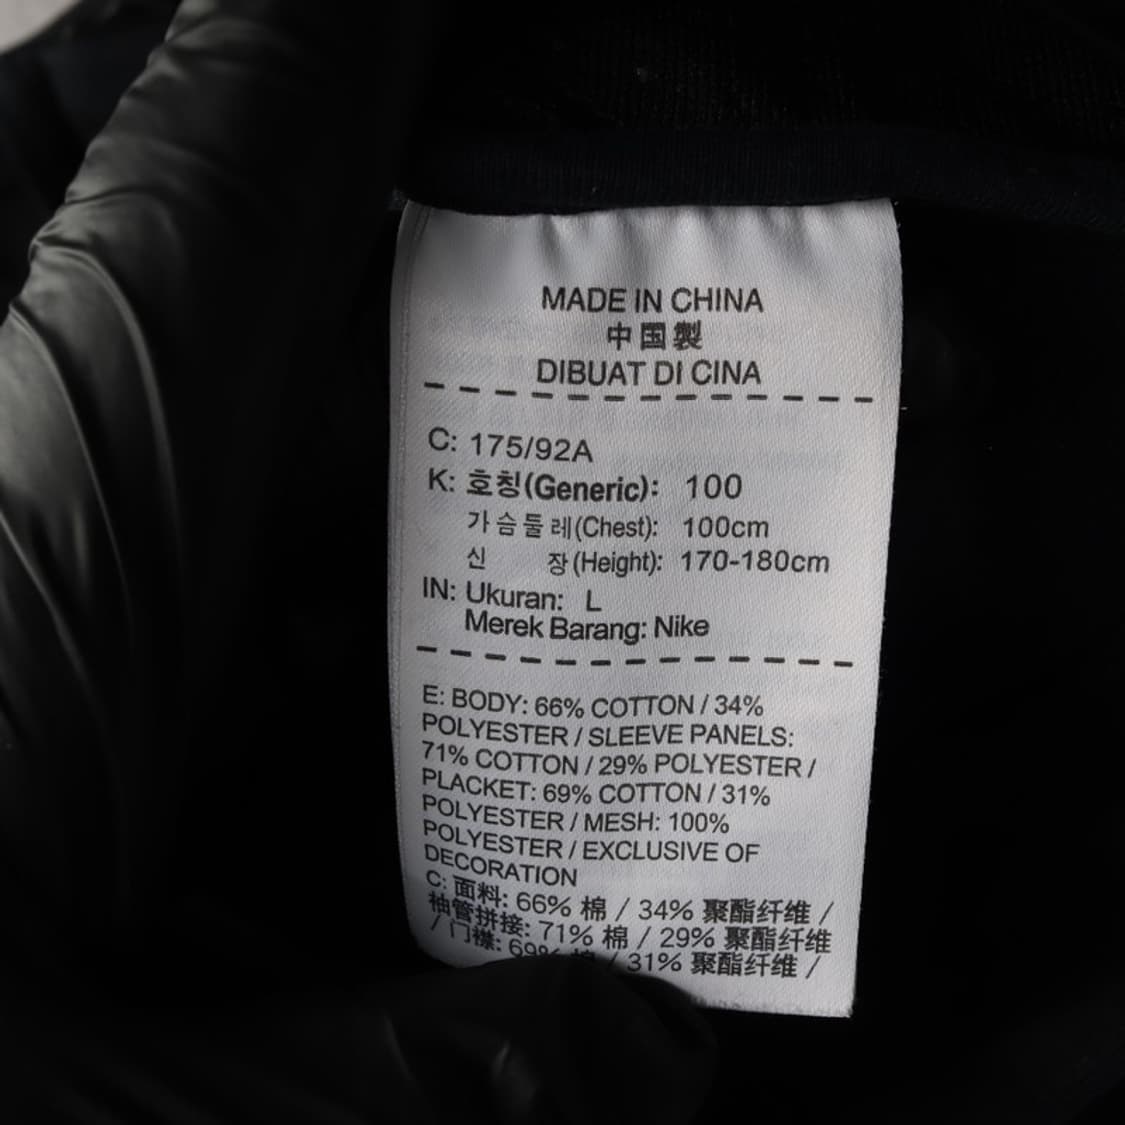 MADE IN CHINA
中国製
DIBUAT DI CINA
C: 175/92A
K: 호칭(Generic): 100
가슴둘레(Chest): 100cm
신 장(Height): 170-180cm
IN: Ukuran: L
Merek Barang: Nike
E: BODY: 66% COTTON / 34%
POLYESTER / SLEEVE PANELS:
71% COTTON / 29% POLYESTER /
PLACKET: 69% COTTON / 31%
POLYESTER / MESH: 100%
POLYESTER / EXCLUSIVE OF
DECORATION
C: 面料: 66% 棉 / 34% 聚酯纤维 /
袖管拼接: 71% 棉 / 29% 聚酯纤维
/ 门襟: 69% 棉 / 31% 聚酯纤维 /